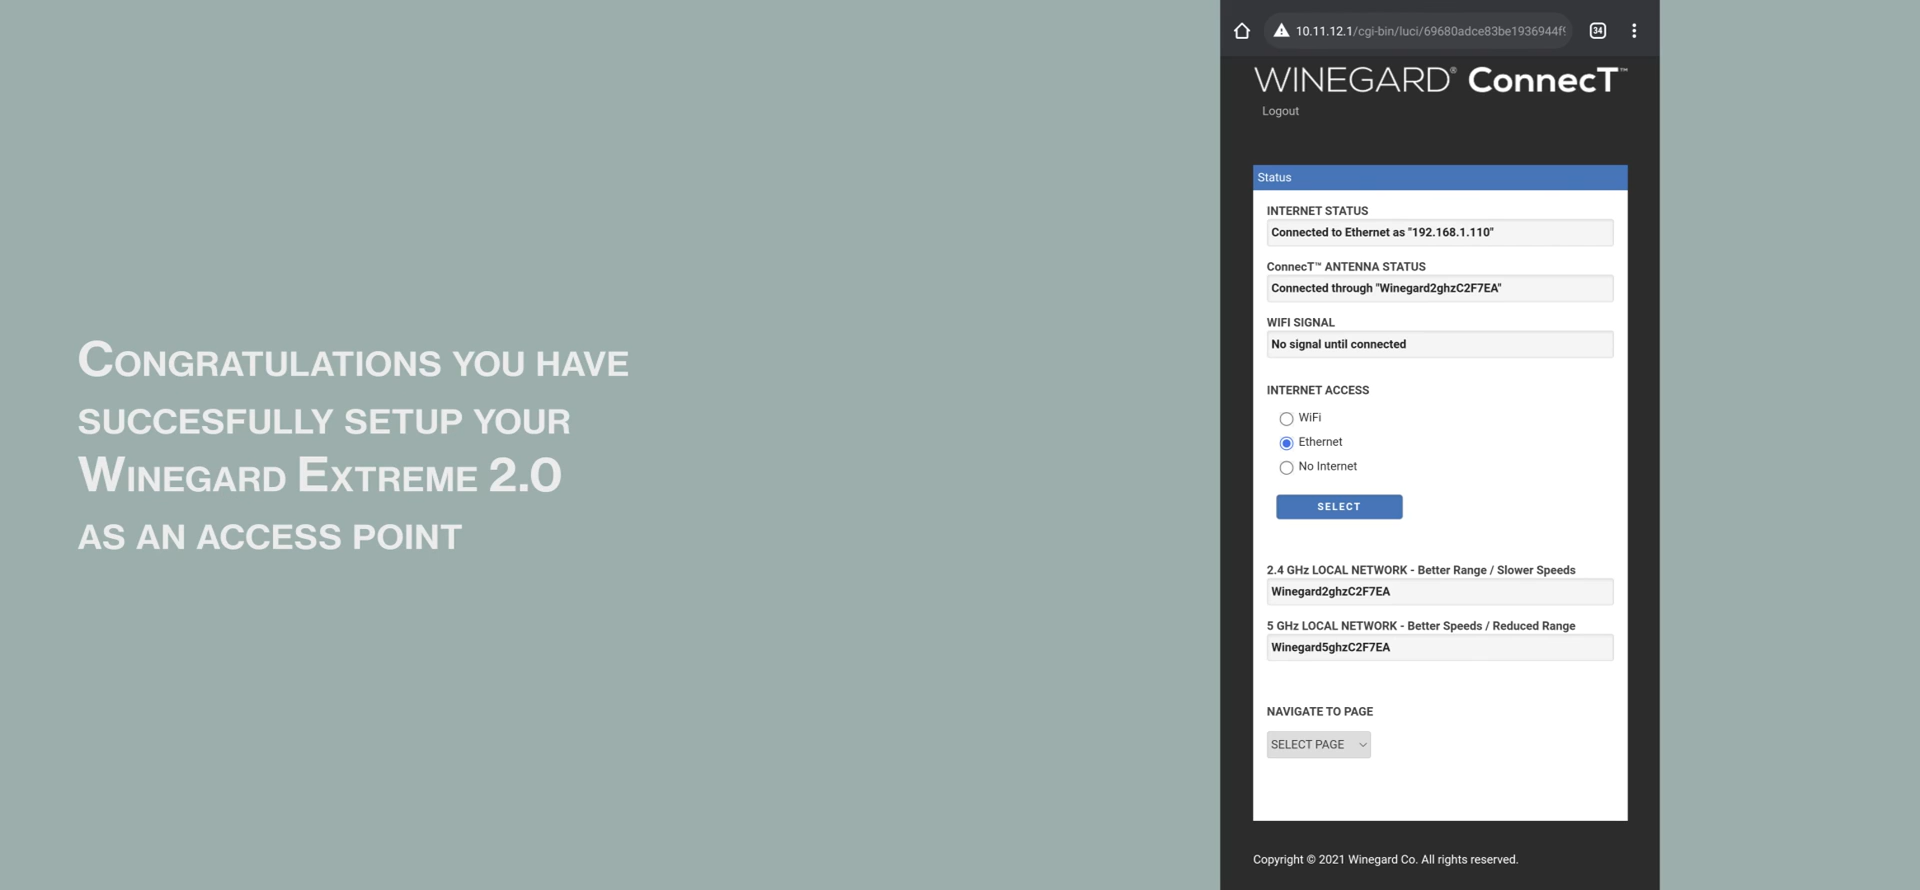 Congratulations you have
succesfully setup your
Winegard Extreme 2.0
as an access point
10.11.12.1/cgi-bin/luci/69680adce83be1936944f
34
WINEGARD® ConnecT™
Logout
Status
INTERNET STATUS
Connected to Ethernet as "192.168.1.110"
ConnecT™ ANTENNA STATUS
Connected through "Winegard2ghzC2F7EA"
WIFI SIGNAL
No signal until connected
INTERNET ACCESS
WiFi
Ethernet
No Internet
SELECT
2.4 GHz LOCAL NETWORK - Better Range / Slower Speeds
Winegard2ghzC2F7EA
5 GHz LOCAL NETWORK - Better Speeds / Reduced Range
Winegard5ghzC2F7EA
NAVIGATE TO PAGE
SELECT PAGE
Copyright © 2021 Winegard Co. All rights reserved.